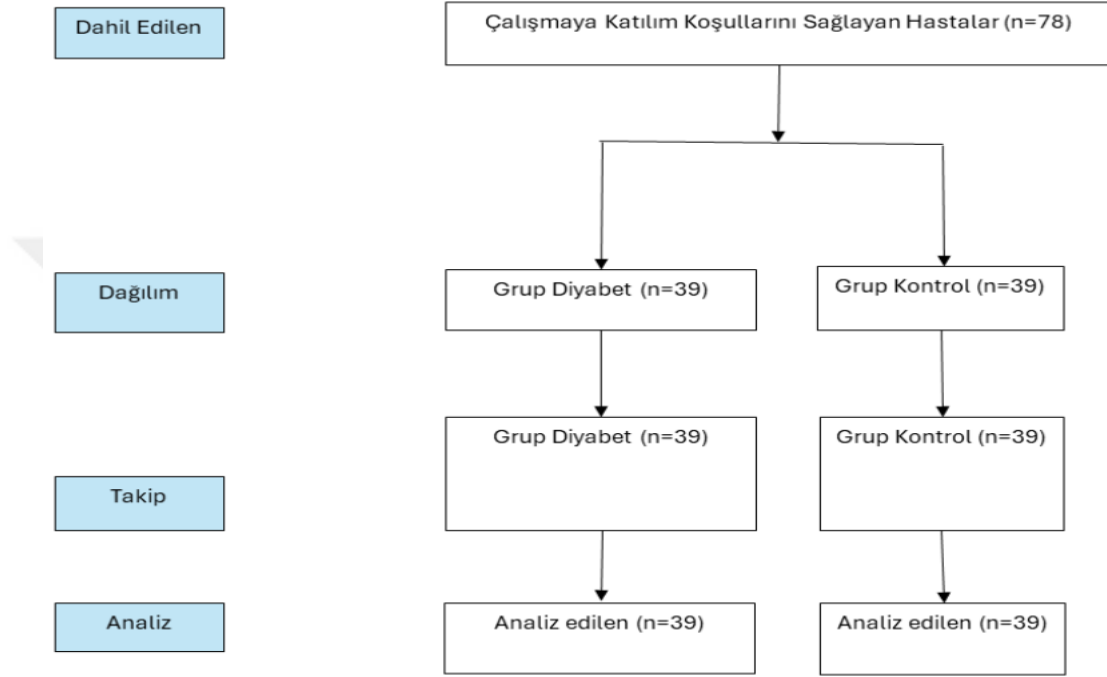 Dahil Edilen
Çalışmaya Katılım Koşullarını Sağlayan Hastalar (n=78)
Dağılım
Grup Diyabet (n=39)
Grup Kontrol (n=39)
Grup Diyabet (n=39)
Grup Kontrol (n=39)
Takip
Analiz
Analiz edilen (n=39)
Analiz edilen (n=39)